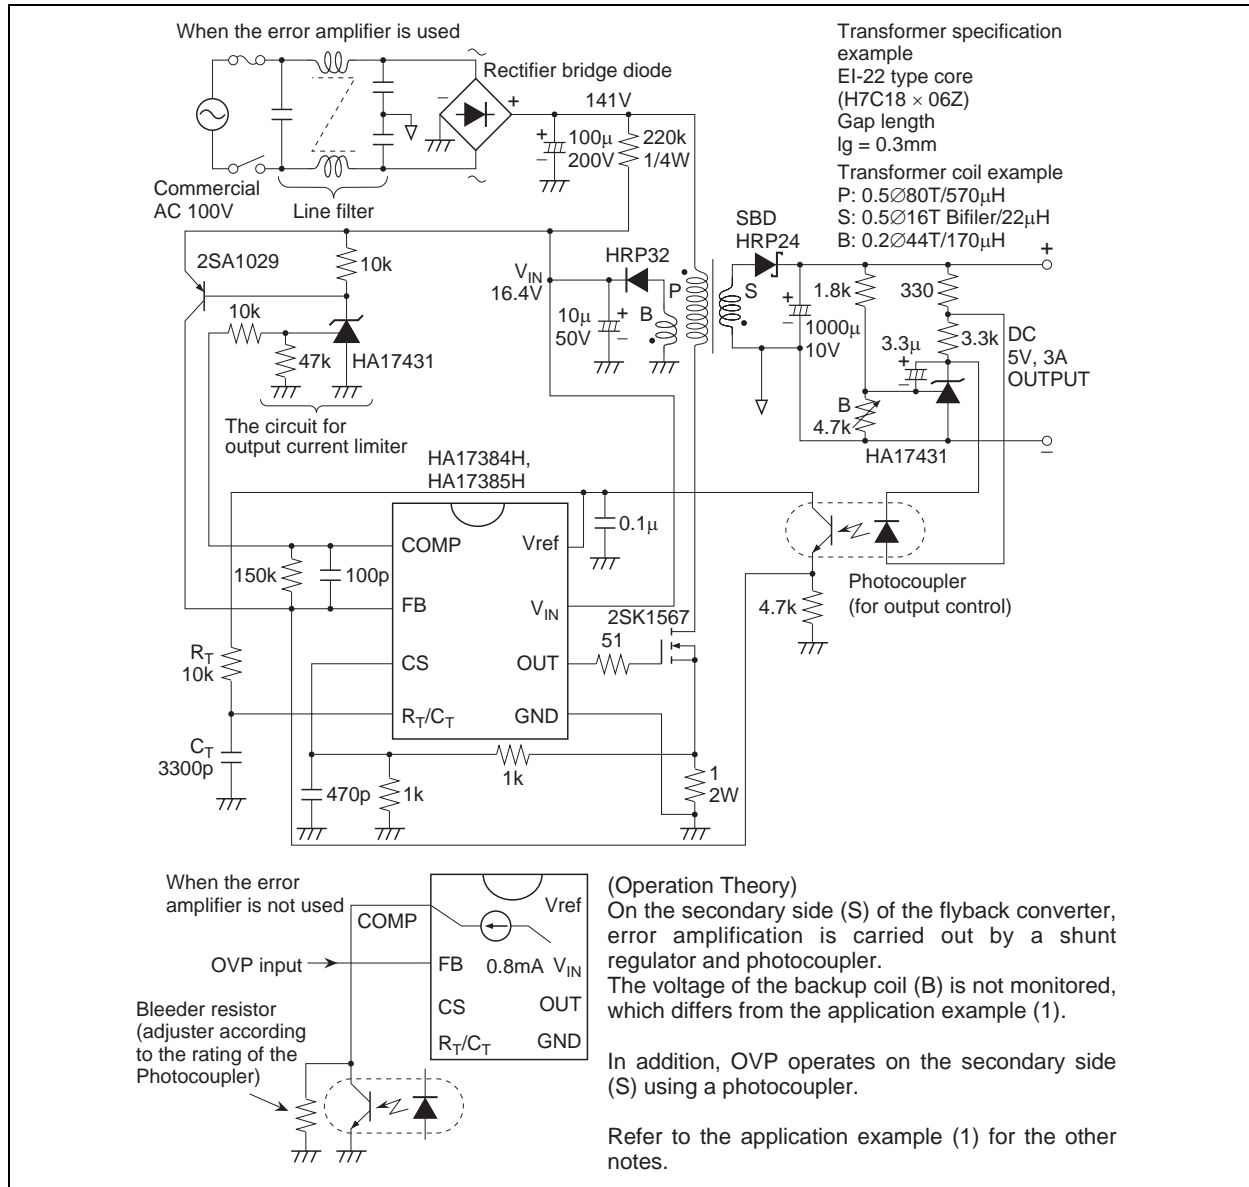 When the error amplifier is used
Rectifier bridge diode
Commercial
AC 100V
Line filter
141V
100μ
200V
220k
1/4W
Transformer specification
example
EI-22 type core
(H7C18 × 06Z)
Gap length
lg = 0.3mm
Transformer coil example
P: 0.5∅80T/570μH
S: 0.5∅16T Bifiler/22μH
B: 0.2∅44T/170μH
2SA1029
10k
10k
47k
HA17431
The circuit for
output current limiter
VIN
16.4V
HRP32
10μ
50V
B
P
S
SBD
HRP24
1000μ
10V
1.8k
330
3.3k
3.3μ
B
4.7k
HA17431
DC
5V, 3A
OUTPUT
HA17384H,
HA17385H
COMP
FB
CS
RT/CT
Vref
VIN
OUT
GND
0.1μ
150k
100p
RT
10k
CT
3300p
470p
1k
1k
51
2SK1567
1
2W
4.7k
Photocoupler
(for output control)
When the error
amplifier is not used
COMP
OVP input
FB
CS
RT/CT
0.8mA
Vref
VIN
OUT
GND
Bleeder resistor
(adjuster according
to the rating of the
Photocoupler)
(Operation Theory)
On the secondary side (S) of the flyback converter,
error amplification is carried out by a shunt
regulator and photocoupler.
The voltage of the backup coil (B) is not monitored,
which differs from the application example (1).
In addition, OVP operates on the secondary side
(S) using a photocoupler.
Refer to the application example (1) for the other
notes.